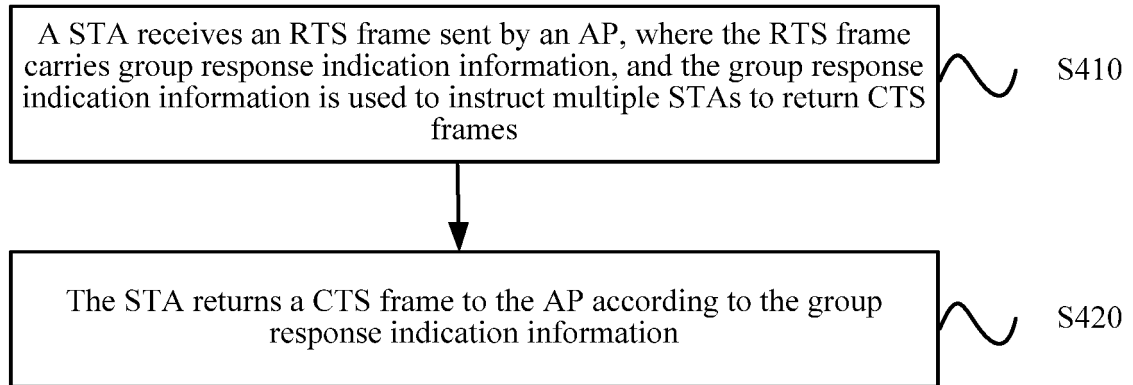 A STA receives an RTS frame sent by an AP, where the RTS frame
carries group response indication information, and the group response
indication information is used to instruct multiple STAs to return CTS
frames
S410
The STA returns a CTS frame to the AP according to the group
response indication information
S420